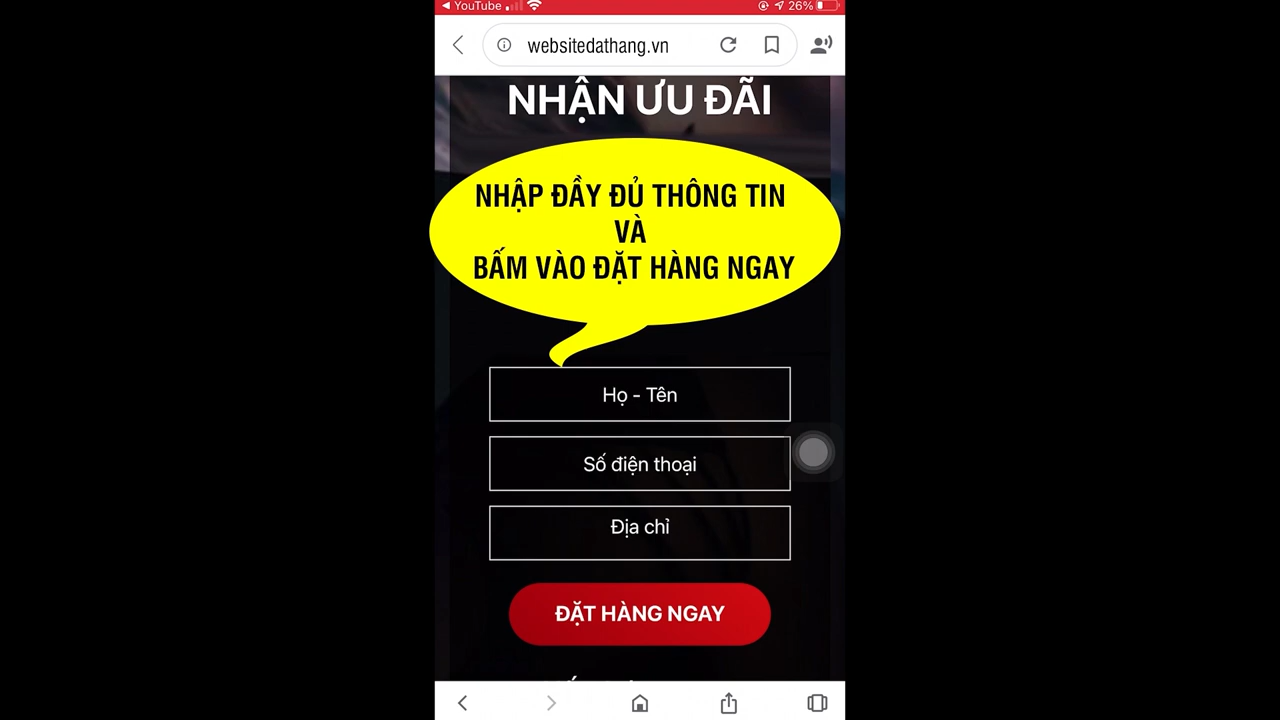 YouTube
26%
websitedathang.vn
NHẬN ƯU ĐÃI
NHẬP ĐẦY ĐỦ THÔNG TIN
VÀ
BẤM VÀO ĐẶT HÀNG NGAY
Họ - Tên
Số điện thoại
Địa chỉ
ĐẶT HÀNG NGAY